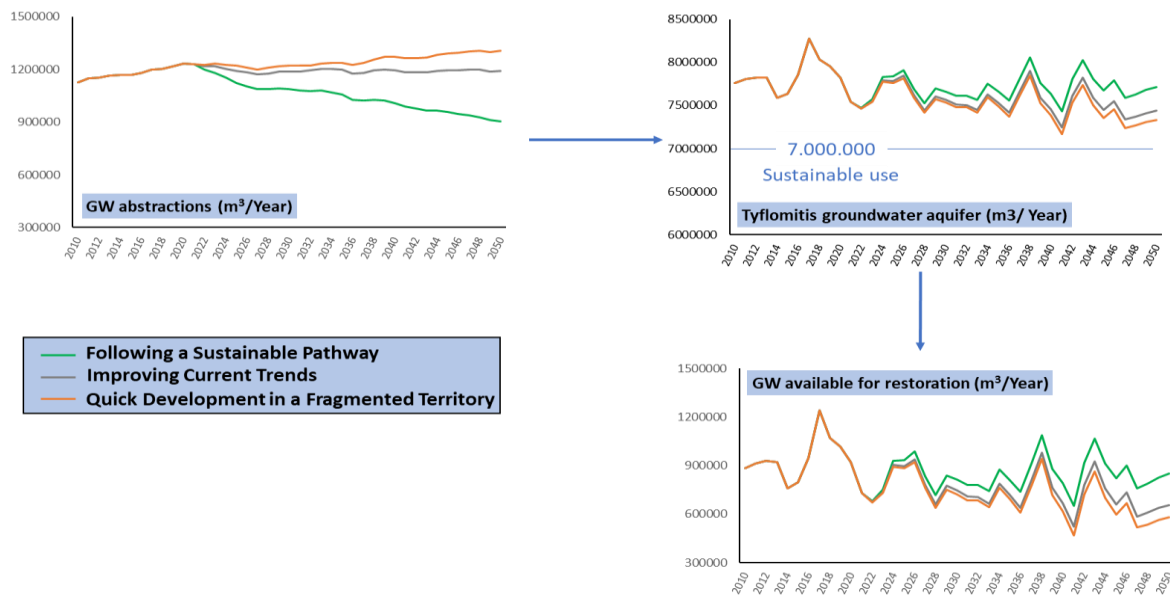 1500000
1200000
900000
600000
300000
GW abstractions (m³/Year)
2010 2012 2014 2016 2018 2020 2022 2024 2026 2028 2030 2032 2034 2036 2038 2040 2042 2044 2046 2048 2050
8500000
8000000
7500000
7000000
6500000
6000000
7.000.000
Sustainable use
Tyflomitis groundwater aquifer (m3/ Year)
2010 2012 2014 2016 2018 2020 2022 2024 2026 2028 2030 2032 2034 2036 2038 2040 2042 2044 2046 2048 2050
Following a Sustainable Pathway
Improving Current Trends
Quick Development in a Fragmented Territory
1500000
1200000
900000
600000
300000
GW available for restoration (m³/Year)
2010 2012 2014 2016 2018 2020 2022 2024 2026 2028 2030 2032 2034 2036 2038 2040 2042 2044 2046 2048 2050